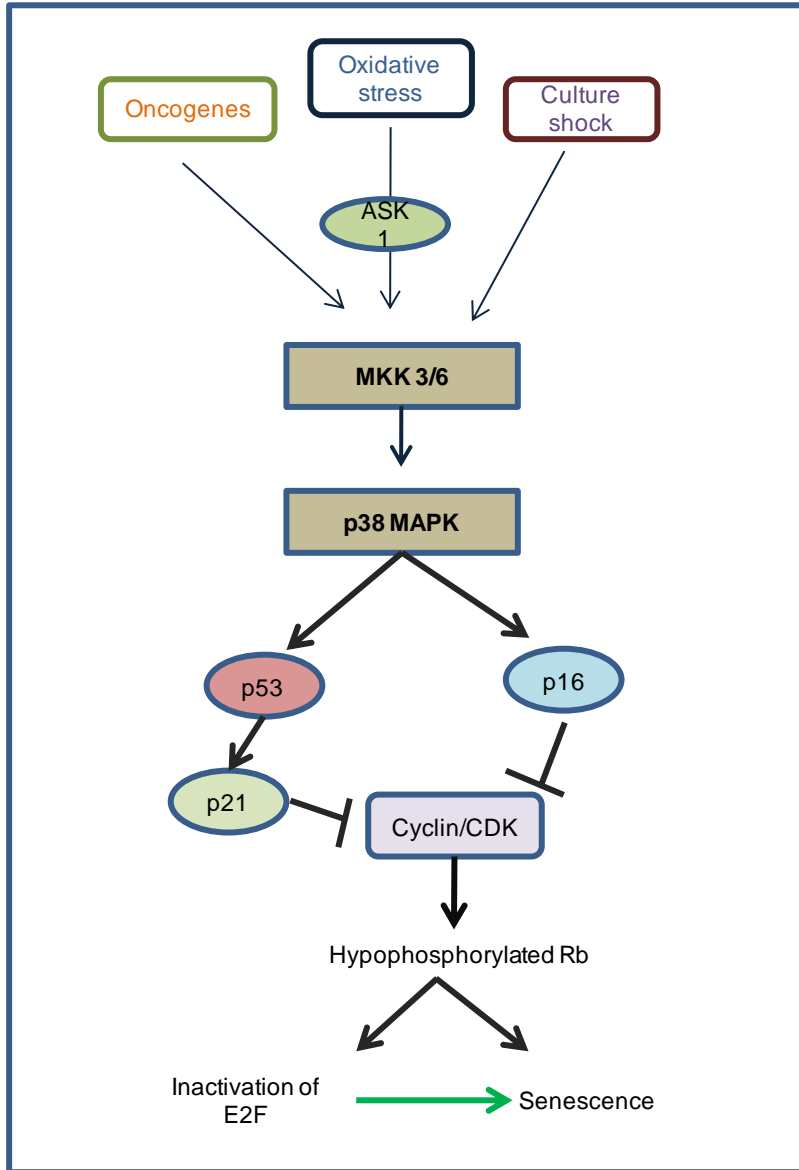 Oncogenes
Oxidative
stress
Culture
shock
ASK
1
MKK 3/6
p38 MAPK
p53
p16
p21
Cyclin/CDK
Hypophosphorylated Rb
Inactivation of
E2F
Senescence